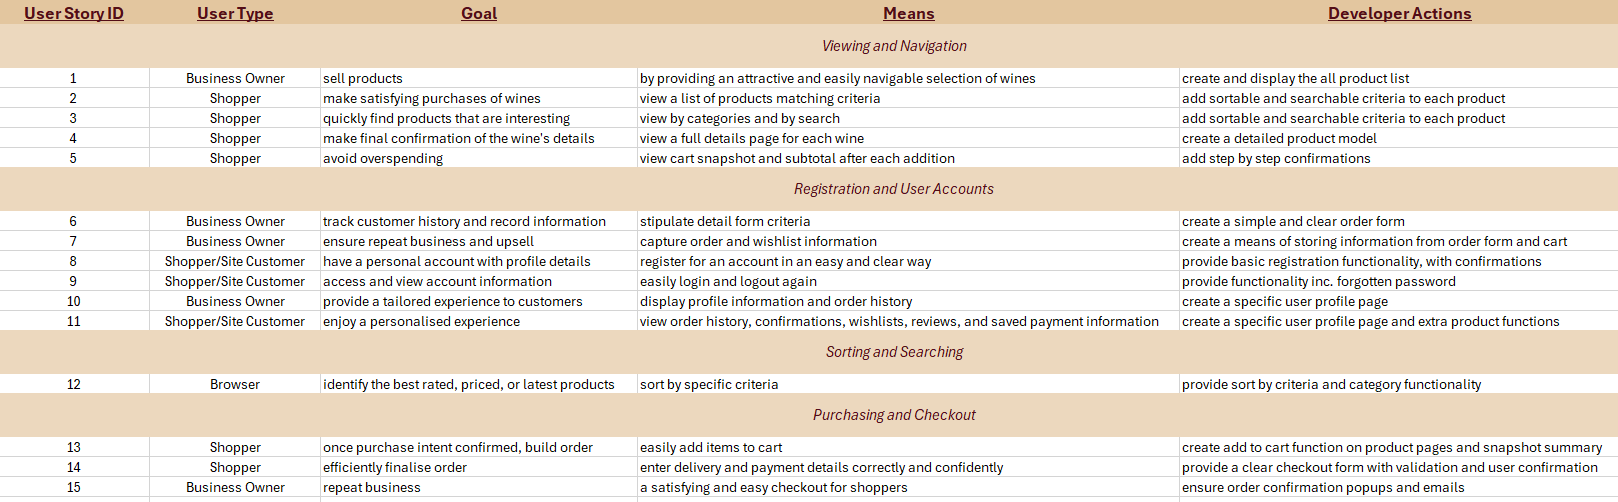 User Story ID User Type Goal Means Developer Actions
Viewing and Navigation
1 Business Owner sell products by providing an attractive and easily navigable selection of wines create and display the all product list
2 Shopper make satisfying purchases of wines view a list of products matching criteria add sortable and searchable criteria to each product
3 Shopper quickly find products that are interesting view by categories and by search add sortable and searchable criteria to each product
4 Shopper make final confirmation of the wine's details view a full details page for each wine create a detailed product model
5 Shopper avoid overspending view cart snapshot and subtotal after each addition add step by step confirmations
Registration and User Accounts
6 Business Owner track customer history and record information stipulate detail form criteria create a simple and clear order form
7 Business Owner ensure repeat business and upsell capture order and wishlist information create a means of storing information from order form and cart
8 Shopper/Site Customer have a personal account with profile details register for an account in an easy and clear way provide basic registration functionality, with confirmations
9 Shopper/Site Customer access and view account information easily login and logout again provide functionality inc. forgotten password
10 Business Owner provide a tailored experience to customers display profile information and order history create a specific user profile page
11 Shopper/Site Customer enjoy a personalised experience view order history, confirmations, wishlists, reviews, and saved payment information create a specific user profile page and extra product functions
Sorting and Searching
12 Browser identify the best rated, priced, or latest products sort by specific criteria provide sort by criteria and category functionality
Purchasing and Checkout
13 Shopper once purchase intent confirmed, build order easily add items to cart create add to cart function on product pages and snapshot summary
14 Shopper efficiently finalise order enter delivery and payment details correctly and confidently provide a clear checkout form with validation and user confirmation
15 Business Owner repeat business a satisfying and easy checkout for shoppers ensure order confirmation popups and emails